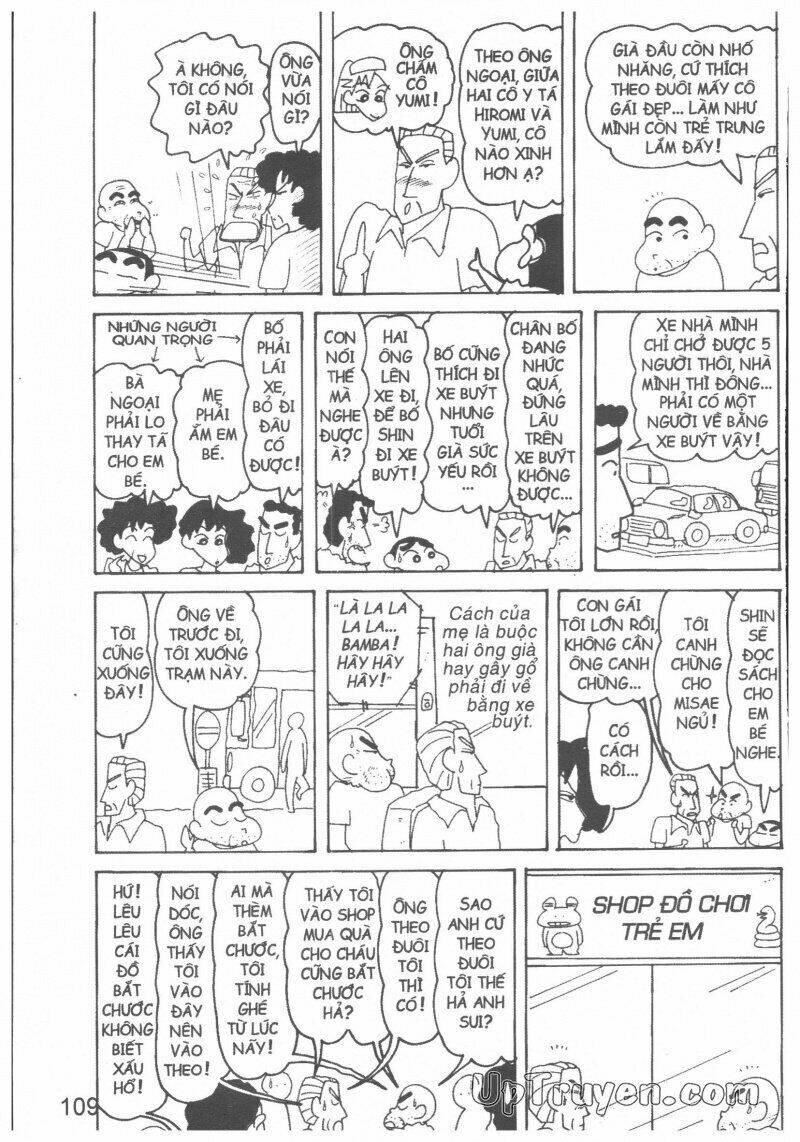 GIÀ ĐẦU CÒN NHỐ
NHĂNG, CỨ THÍCH
THEO ĐUÔI MẤY CÔ
GÁI ĐẸP... LÀM NHƯ
MÌNH CÒN TRẺ TRUNG
LẮM ĐẤY!
THEO ÔNG
NGOẠI, GIỮA
HAI CÔ Y TÁ
HIROMI VÀ
YUMI, CÔ
NÀO XINH
HƠN Ạ?
ÔNG
CHẤM
CÔ
YUMI!
ÔNG
VỪA
NÓI
GÌ?
À KHÔNG,
TÔI CÓ NÓI
GÌ ĐÂU
NÀO?
XE NHÀ MÌNH
CHỈ CHỞ ĐƯỢC 5
NGƯỜI THÔI, NHÀ
MÌNH THÌ ĐÔNG...
PHẢI CÓ MỘT
NGƯỜI VỀ BẰNG
XE BUÝT VẬY!
CHÂN BỐ
ĐANG
NHỨC
QUÁ,
ĐỨNG
LÂU
TRÊN
XE BUÝT
KHÔNG
ĐƯỢC...
BỐ CŨNG
THÍCH ĐI
XE BUÝT
NHƯNG
TUỔI
GIÀ SỨC
YẾU RỒI
...
HAI
ÔNG
LÊN
XE ĐI,
ĐỂ BỐ
SHIN
ĐI XE
BUÝT!
CON
NÓI
THẾ
MÀ
NGHE
ĐƯỢC
À?
BỐ
PHẢI
LÁI
XE,
BỎ ĐI
ĐÂU
CÓ
ĐƯỢC!
NHỮNG NGƯỜI
QUAN TRỌNG
MẸ
PHẢI
ẴM EM
BÉ.
BÀ
NGOẠI
PHẢI LO
THAY TÃ
CHO EM
BÉ.
SHIN
SẼ
ĐỌC
SÁCH
CHO
EM
BÉ
NGHE.
TÔI
CANH
CHỪNG
CHO
MISAE
NGỦ!
CON GÁI
TÔI LỚN RỒI,
KHÔNG CẦN
ÔNG CANH
CHỪNG...
CÓ
CÁCH
RỒI...
Cách của
mẹ là buộc
hai ông già
hay gây gổ
phải đi về
bằng xe
buýt.
"LÀ LA LA
LA LA...
BAMBA!
HÂY HÂY
HÂY!"
ÔNG VỀ
TRƯỚC ĐI,
TÔI XUỐNG
TRẠM NÀY.
TÔI
CŨNG
XUỐNG
ĐÂY!
SHOP ĐỒ CHƠI
TRẺ EM
SAO
ANH CỨ
THEO
ĐUÔI
TÔI THẾ
HẢ ANH
SUI?
ÔNG
THEO
ĐUÔI
TÔI
THÌ
CÓ!
THẤY TÔI
VÀO SHOP
MUA QUÀ
CHO CHÁU
CŨNG BẮT
CHƯỚC
HẢ?
AI MÀ
THÈM
BẮT
CHƯỚC,
TÔI
TÍNH
GHÉ
TỪ LÚC
NÃY!
NÓI
DÓC,
ÔNG
THẤY
TÔI
VÀO
ĐÂY
NÊN
VÀO
THEO!
HỨ!
LÊU
LÊU
CÁI
ĐỒ
BẮT
CHƯỚC
KHÔNG
BIẾT
XẤU
HỔ!
109
UpTruyen.com